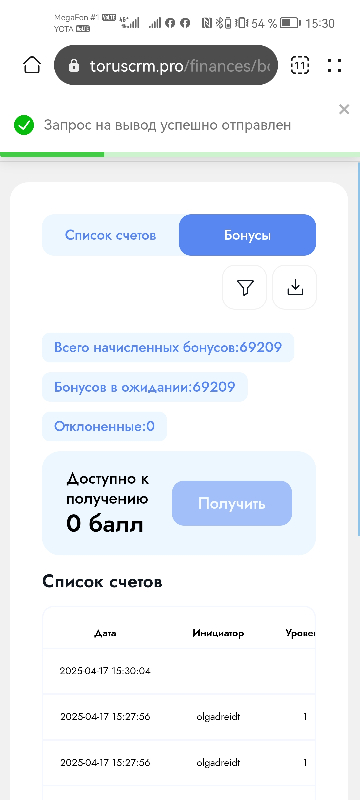 MegaFon #1 VoLTE
YOTA VoLTE
54 % 15:30
toruscrm.pro/finances/bo
11
Запрос на вывод успешно отправлен
Список счетов
Бонусы
Всего начисленных бонусов:69209
Бонусов в ожидании:69209
Отклоненные:0
Доступно к
получению
0 балл
Получить
Список счетов
Дата Инициатор Уровен
2025-04-17 15:30:04
2025-04-17 15:27:56 olgadreidt 1
2025-04-17 15:27:56 olgadreidt 1